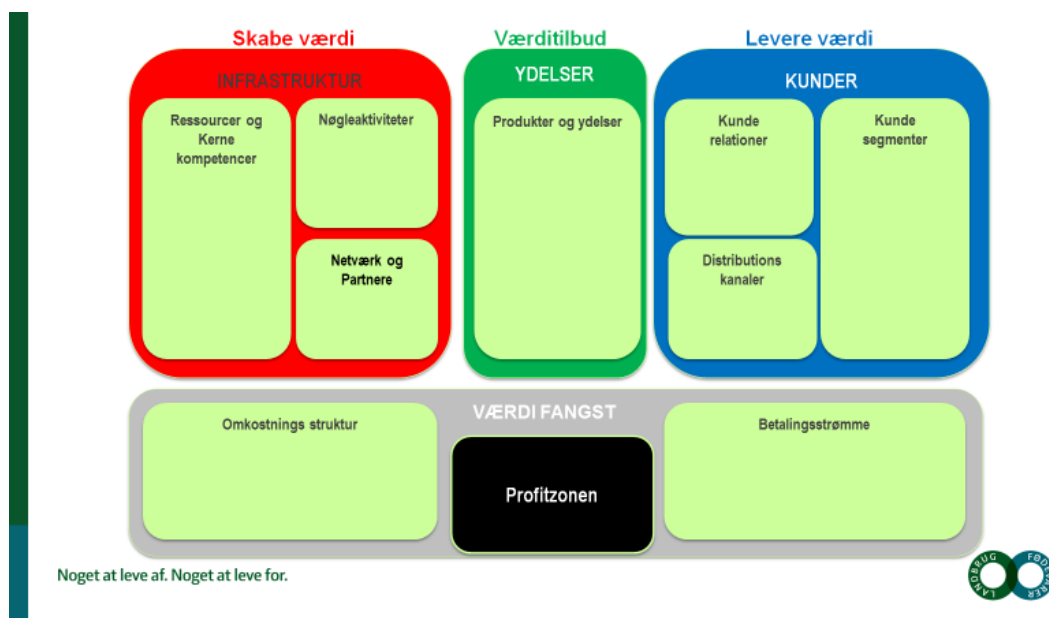 Skabe værdi
Værditilbud
Levere værdi
INFRASTRUKTUR
YDELSER
KUNDER
Ressourcer og
Kerne
kompetencer
Nøgleaktiviteter
Netværk og
Partnere
Produkter og ydelser
Kunde
relationer
Distributions
kanaler
Kunde
segmenter
VÆRDI FANGST
Omkostnings struktur
Profitzonen
Betalingsstrømme
Noget at leve af. Noget at leve for.
LANDBRUG
FØDEVARER